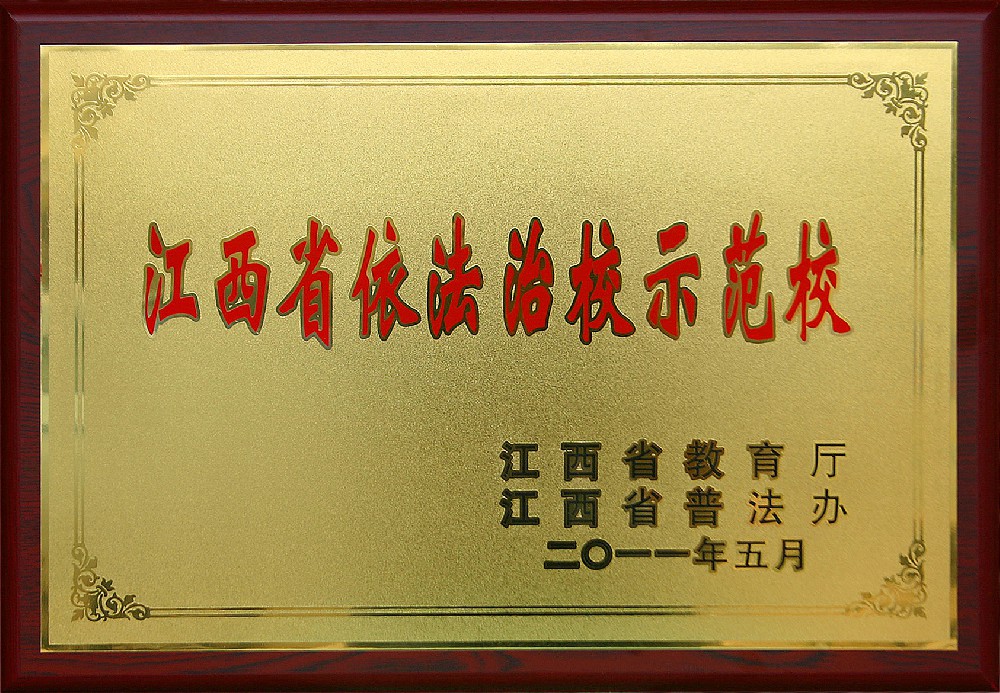 江西省依法治校示范校
江西省教育厅
江西省普法办
二〇一一年五月